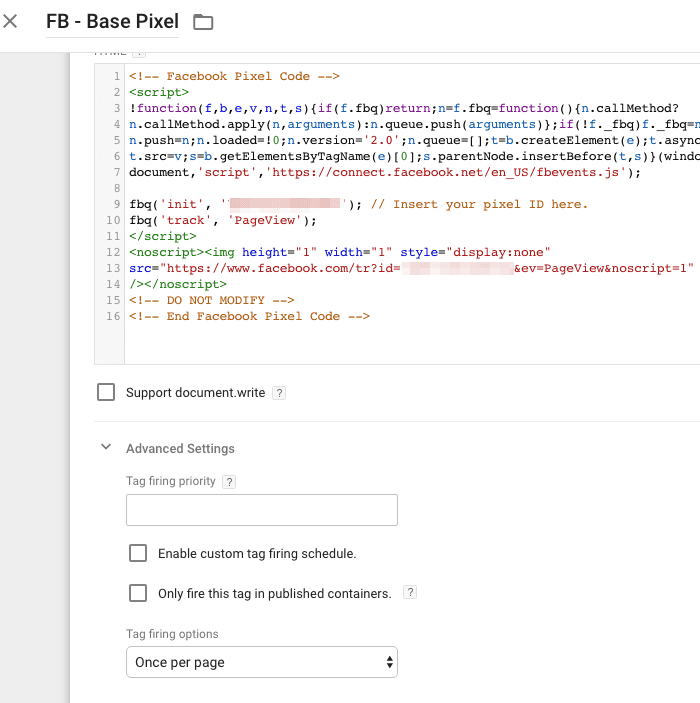 FB - Base Pixel
HTML ?
1 <!-- Facebook Pixel Code -->
2 <script>
3 !function(f,b,e,v,n,t,s){if(f.fbq)return;n=f.fbq=function(){n.callMethod?
4 n.callMethod.apply(n,arguments):n.queue.push(arguments)};if(!f._fbq)f._fbq=n
5 n.push=n;n.loaded=!0;n.version='2.0';n.queue=[];t=b.createElement(e);t.async
6 t.src=v;s=b.getElementsByTagName(e)[0];s.parentNode.insertBefore(t,s)}(windo
7 document,'script','https://connect.facebook.net/en_US/fbevents.js');
8
9 fbq('init', ' '); // Insert your pixel ID here.
10 fbq('track', 'PageView');
11 </script>
12 <noscript><img height="1" width="1" style="display:none"
13 src="https://www.facebook.com/tr?id= &ev=PageView&noscript=1"
14 /></noscript>
15 <!-- DO NOT MODIFY -->
16 <!-- End Facebook Pixel Code -->
Support document.write ?
Advanced Settings
Tag firing priority ?
Enable custom tag firing schedule.
Only fire this tag in published containers. ?
Tag firing options
Once per page